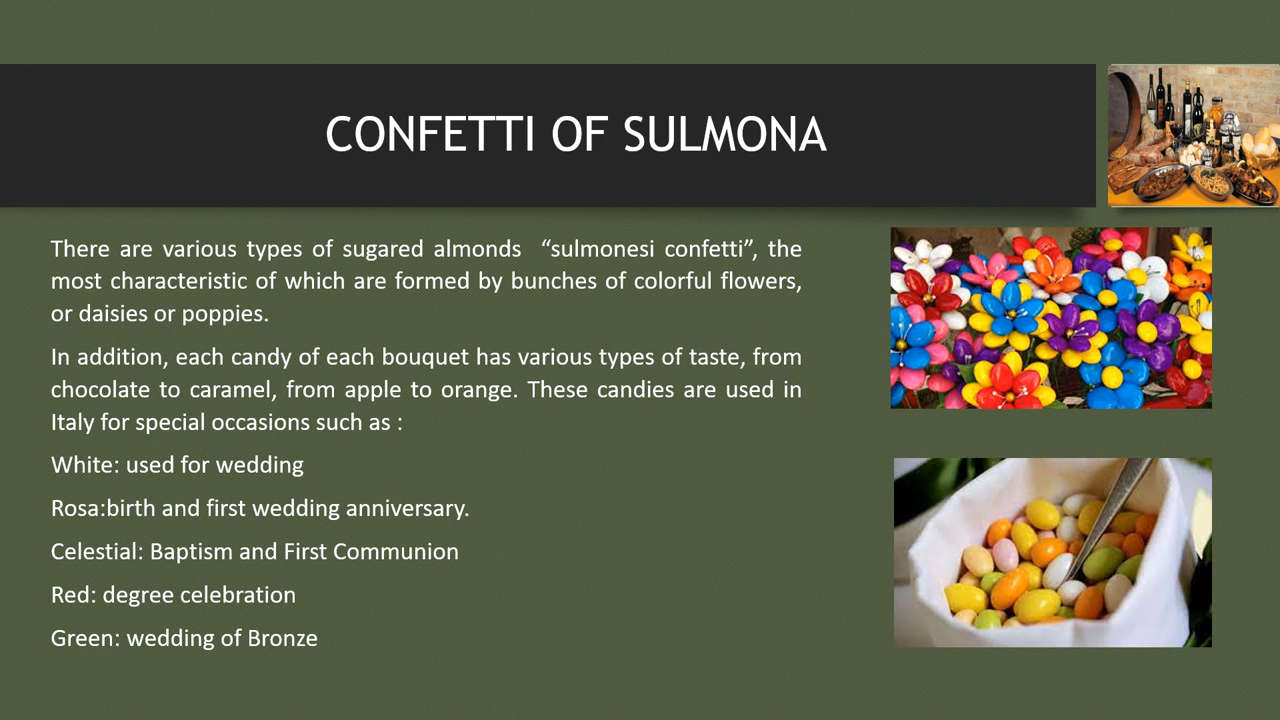 CONFETTI OF SULMONA
There are various types of sugared almonds “sulmonesi confetti”, the
most characteristic of which are formed by bunches of colorful flowers,
or daisies or poppies.
In addition, each candy of each bouquet has various types of taste, from
chocolate to caramel, from apple to orange. These candies are used in
Italy for special occasions such as :
White: used for wedding
Rosa:birth and first wedding anniversary.
Celestial: Baptism and First Communion
Red: degree celebration
Green: wedding of Bronze